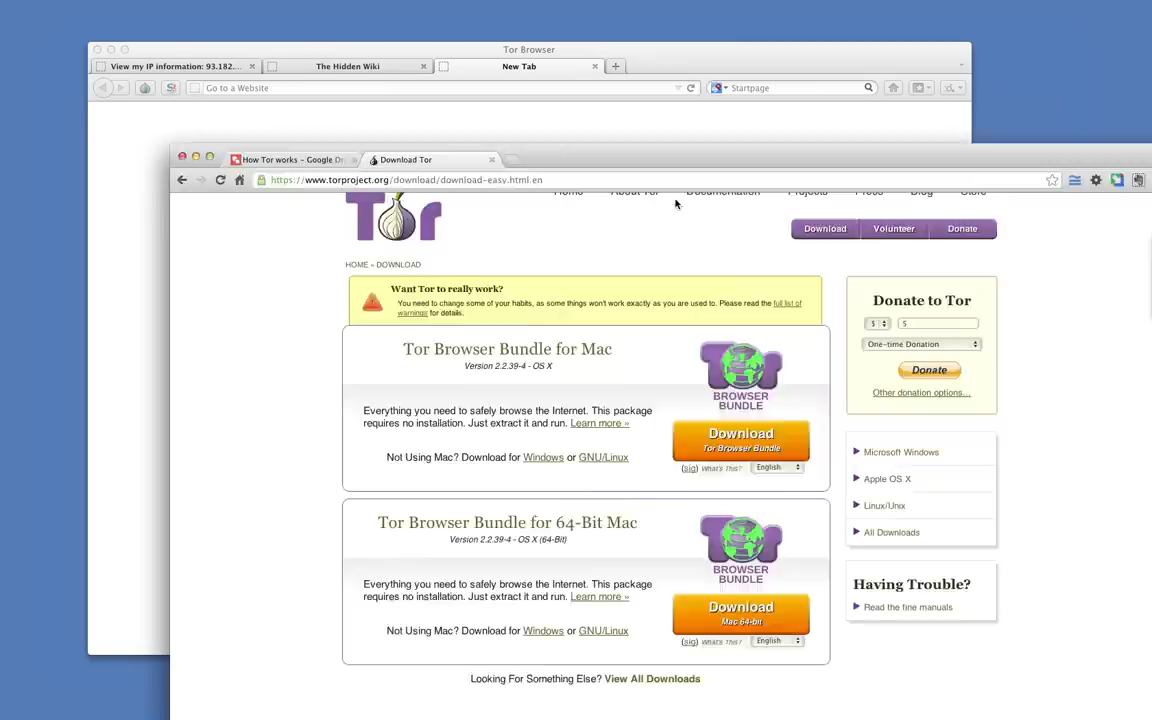 Tor Browser
View my IP information: 93.182.... The Hidden Wiki New Tab
Go to a Website Startpage
How Tor works - Google Dr Download Tor
https://www.torproject.org/download/download-easy.html.en
Home About Tor Documentation Projects Press Blog Store
Tor
Download Volunteer Donate
HOME » DOWNLOAD
Want Tor to really work?
You need to change some of your habits, as some things won't work exactly as you are used to. Please read the full list of
warnings for details.
Tor Browser Bundle for Mac
Version 2.2.39-4 - OS X
Everything you need to safely browse the Internet. This package
requires no installation. Just extract it and run. Learn more »
Not Using Mac? Download for Windows or GNU/Linux
Tor
BROWSER
BUNDLE
Download
Tor Browser Bundle
(sig) What's This? English
Tor Browser Bundle for 64-Bit Mac
Version 2.2.39-4 - OS X (64-Bit)
Everything you need to safely browse the Internet. This package
requires no installation. Just extract it and run. Learn more »
Not Using Mac? Download for Windows or GNU/Linux
Tor
BROWSER
BUNDLE
Download
Mac 64-bit
(sig) What's This? English
Looking For Something Else? View All Downloads
Donate to Tor
$ 5
One-time Donation
Donate
Other donation options...
Microsoft Windows
Apple OS X
Linux/Unix
All Downloads
Having Trouble?
Read the fine manuals